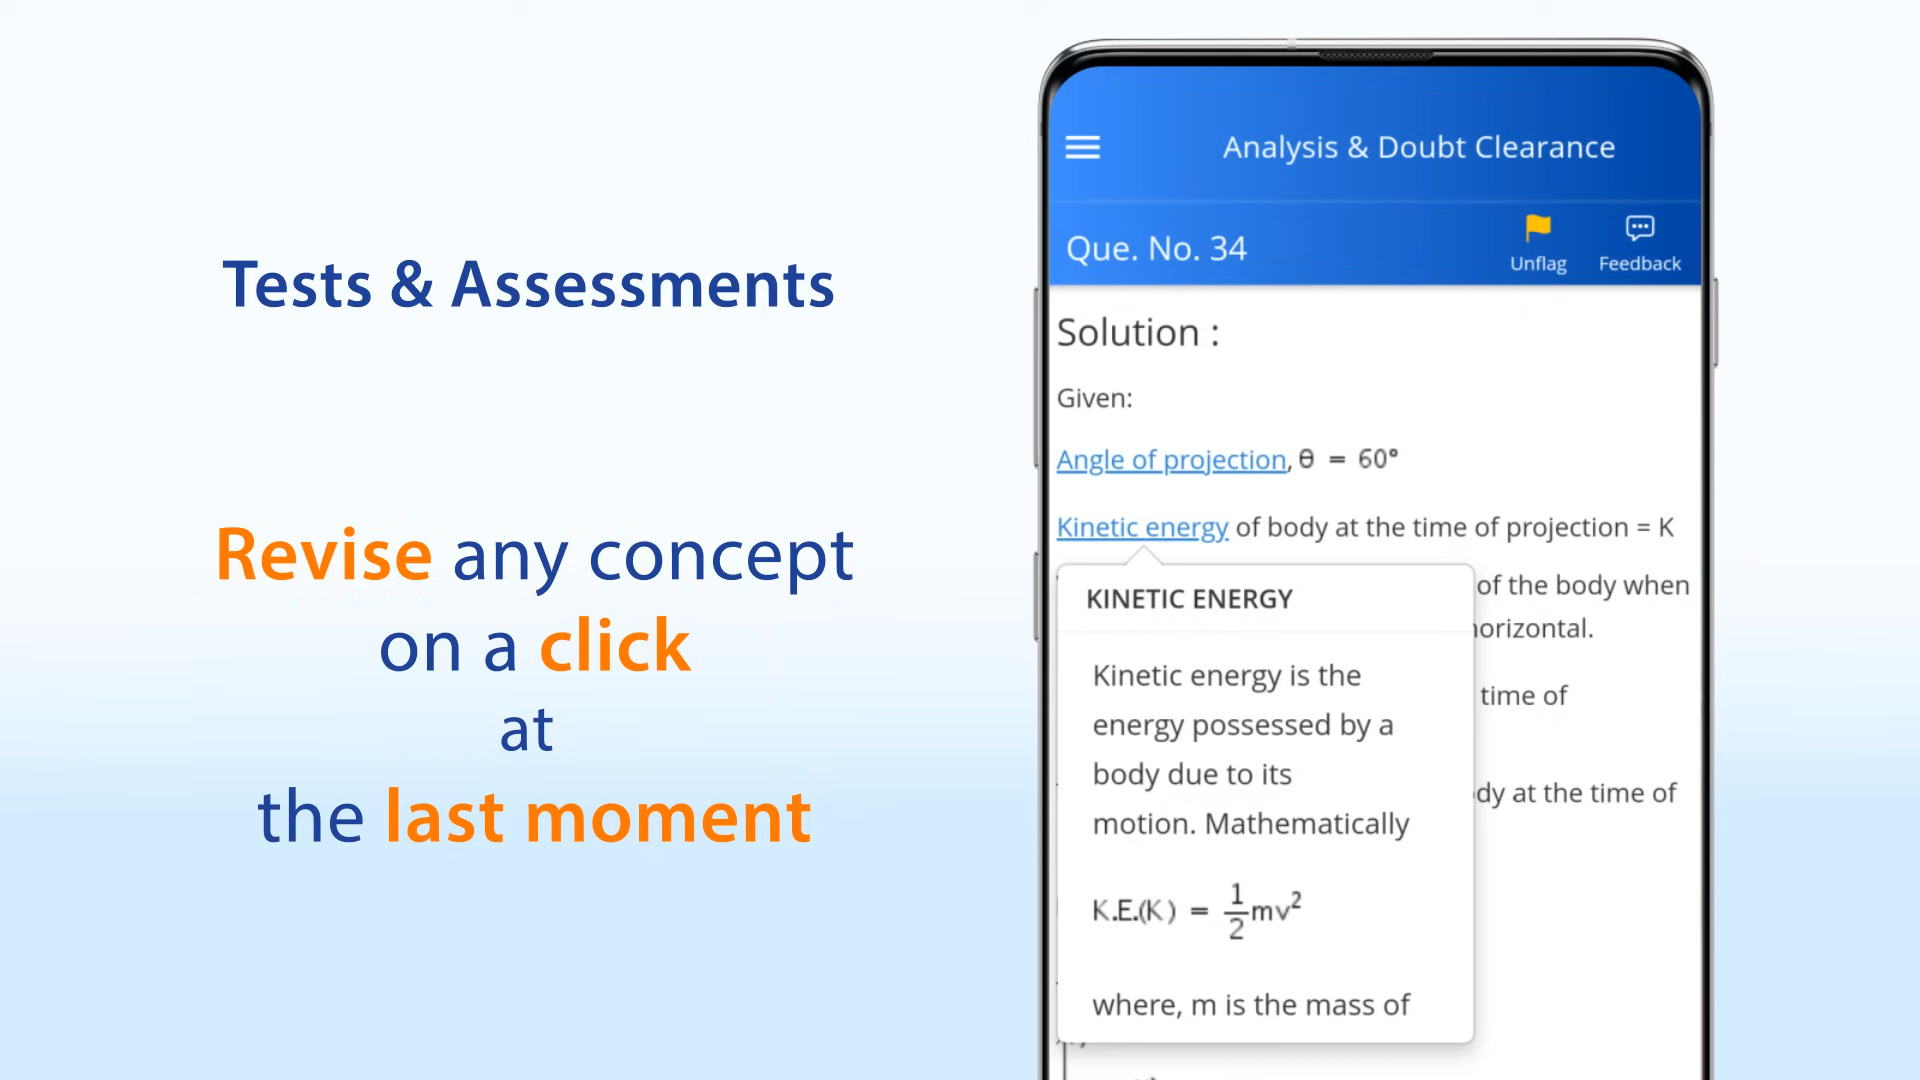 Tests & Assessments
Revise any concept
on a click
at
the last moment
Analysis & Doubt Clearance
Que. No. 34
Unflag
Feedback
Solution :
Given:
Angle of projection, θ = 60°
Kinetic energy of body at the time of projection = K
of the body when
horizontal.
time of
dy at the time of
KINETIC ENERGY
Kinetic energy is the
energy possessed by a
body due to its
motion. Mathematically
K.E.(K) = 1/2 mv²
where, m is the mass of